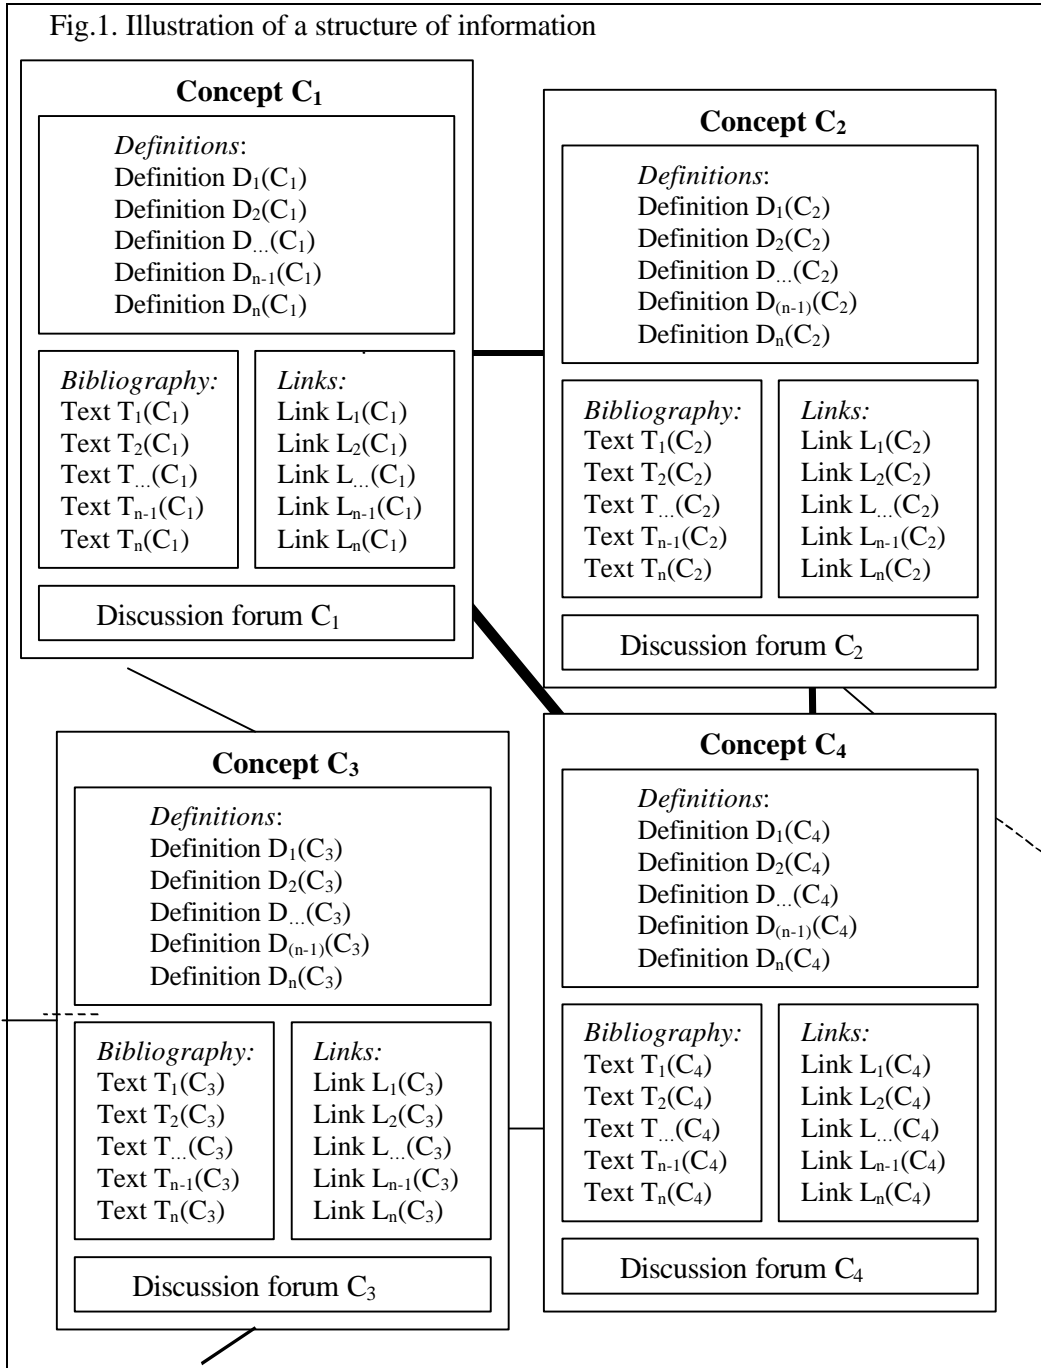 Fig.1. Illustration of a structure of information
Concept C₁
Definitions:
Definition D₁(C₁)
Definition D₂(C₁)
Definition D...(C₁)
Definition Dₙ₋₁(C₁)
Definition Dₙ(C₁)
Bibliography:
Text T₁(C₁)
Text T₂(C₁)
Text T...(C₁)
Text Tₙ₋₁(C₁)
Text Tₙ(C₁)
Links:
Link L₁(C₁)
Link L₂(C₁)
Link L...(C₁)
Link Lₙ₋₁(C₁)
Link Lₙ(C₁)
Discussion forum C₁
Concept C₂
Definitions:
Definition D₁(C₂)
Definition D₂(C₂)
Definition D...(C₂)
Definition D₍ₙ₋₁₎(C₂)
Definition Dₙ(C₂)
Bibliography:
Text T₁(C₂)
Text T₂(C₂)
Text T...(C₂)
Text Tₙ₋₁(C₂)
Text Tₙ(C₂)
Links:
Link L₁(C₂)
Link L₂(C₂)
Link L...(C₂)
Link Lₙ₋₁(C₂)
Link Lₙ(C₂)
Discussion forum C₂
Concept C₃
Definitions:
Definition D₁(C₃)
Definition D₂(C₃)
Definition D...(C₃)
Definition D₍ₙ₋₁₎(C₃)
Definition Dₙ(C₃)
Bibliography:
Text T₁(C₃)
Text T₂(C₃)
Text T...(C₃)
Text Tₙ₋₁(C₃)
Text Tₙ(C₃)
Links:
Link L₁(C₃)
Link L₂(C₃)
Link L...(C₃)
Link Lₙ₋₁(C₃)
Link Lₙ(C₃)
Discussion forum C₃
Concept C₄
Definitions:
Definition D₁(C₄)
Definition D₂(C₄)
Definition D...(C₄)
Definition D₍ₙ₋₁₎(C₄)
Definition Dₙ(C₄)
Bibliography:
Text T₁(C₄)
Text T₂(C₄)
Text T...(C₄)
Text Tₙ₋₁(C₄)
Text Tₙ(C₄)
Links:
Link L₁(C₄)
Link L₂(C₄)
Link L...(C₄)
Link Lₙ₋₁(C₄)
Link Lₙ(C₄)
Discussion forum C₄